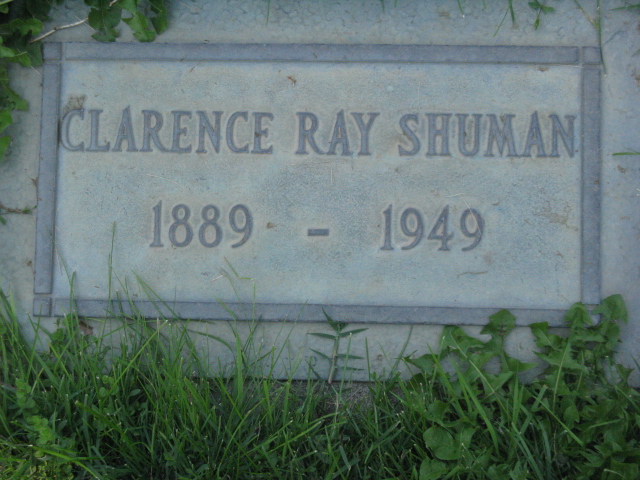 CLARENCE RAY SHUMAN
1889 - 1949